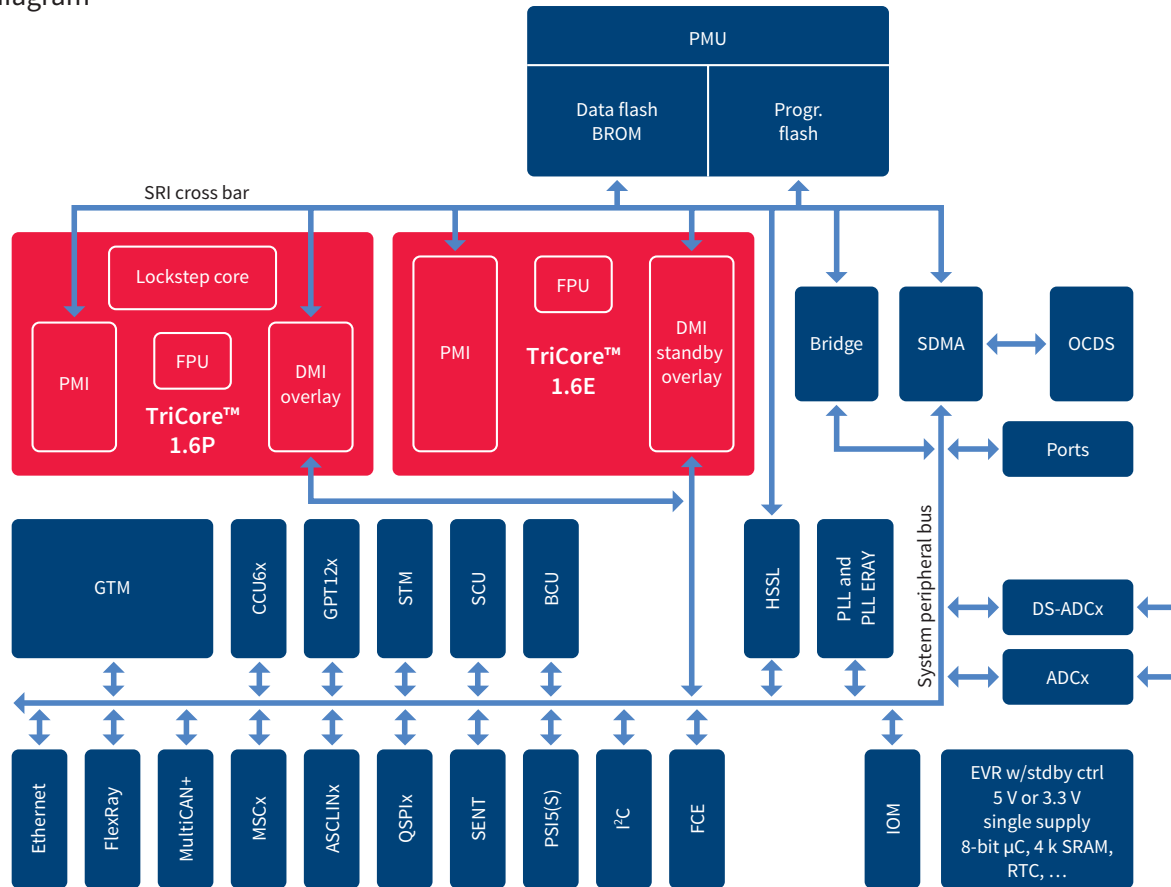 PMU
Data flash
BROM
Progr.
flash
SRI cross bar
Lockstep core
PMI
FPU
DMI
overlay
TriCore™
1.6P
PMI
FPU
TriCore™
1.6E
DMI
standby
overlay
Bridge
SDMA
OCDS
Ports
GTM
CCU6x
GPT12x
STM
SCU
BCU
HSSL
PLL and
PLL ERAY
System peripheral bus
DS-ADCx
ADCx
Ethernet
FlexRay
MultiCAN+
MSCx
ASCLINx
QSPIx
SENT
PSI5(S)
I²C
FCE
IOM
EVR w/stdby ctrl
5 V or 3.3 V
single supply
8-bit µC, 4 k SRAM,
RTC, …